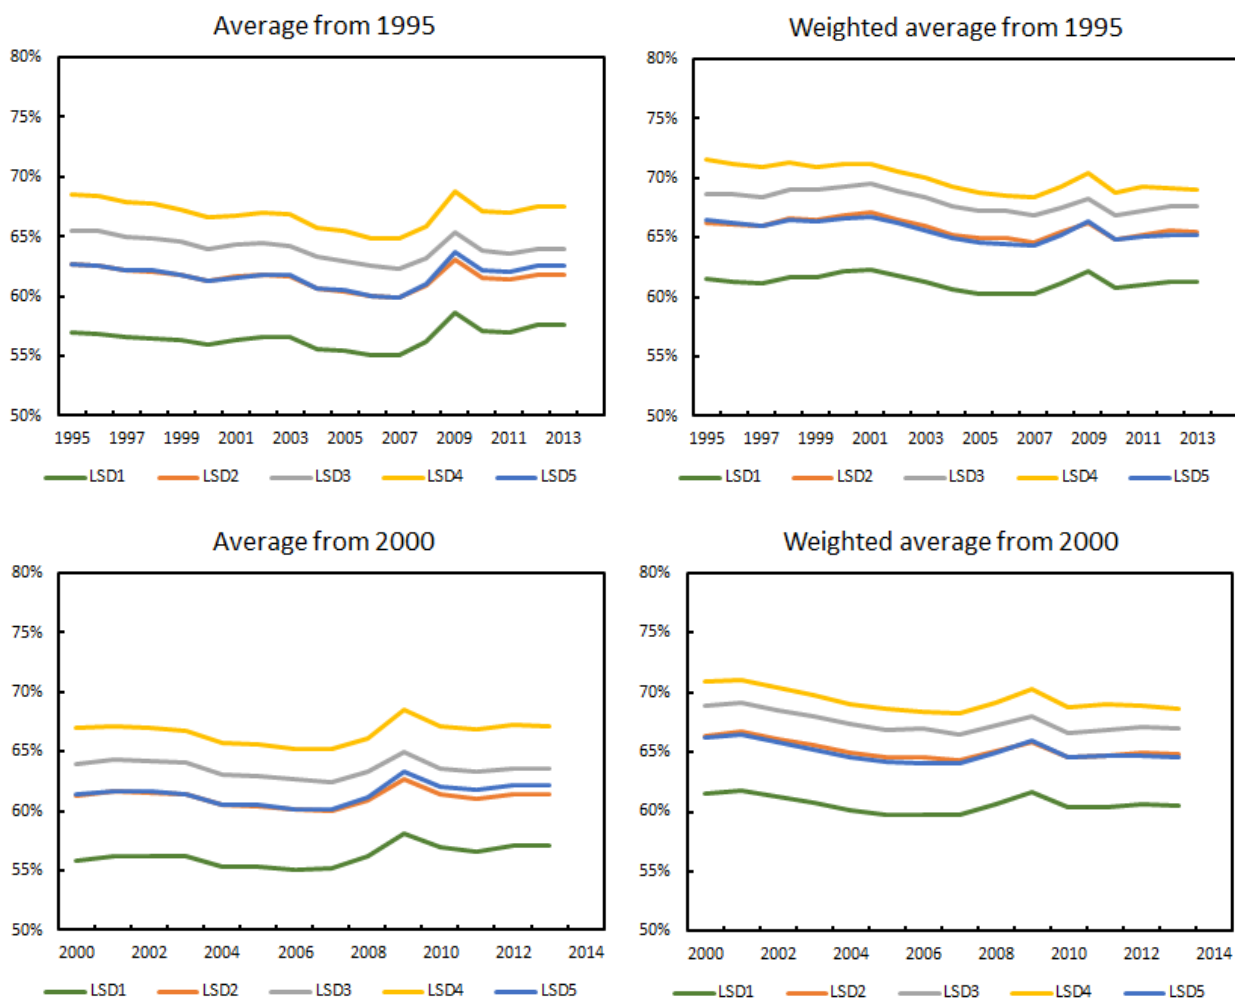 Average from 1995
80%
75%
70%
65%
60%
55%
50%
1995 1997 1999 2001 2003 2005 2007 2009 2011 2013
LSD1 LSD2 LSD3 LSD4 LSD5
Weighted average from 1995
80%
75%
70%
65%
60%
55%
50%
1995 1997 1999 2001 2003 2005 2007 2009 2011 2013
LSD1 LSD2 LSD3 LSD4 LSD5
Average from 2000
80%
75%
70%
65%
60%
55%
50%
2000 2002 2004 2006 2008 2010 2012 2014
LSD1 LSD2 LSD3 LSD4 LSD5
Weighted average from 2000
80%
75%
70%
65%
60%
55%
50%
2000 2002 2004 2006 2008 2010 2012 2014
LSD1 LSD2 LSD3 LSD4 LSD5